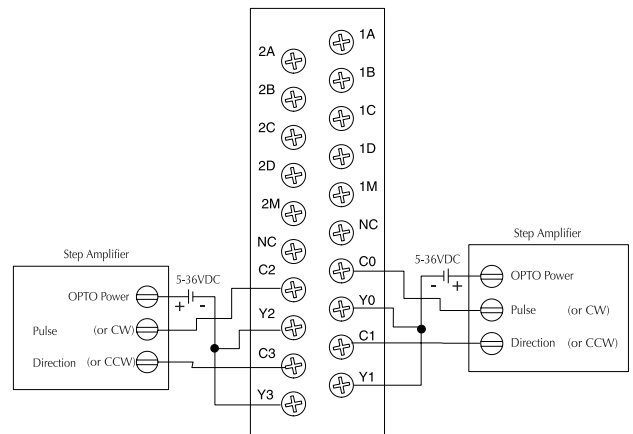 1A
2A
1B
2B
1C
2C
1D
2D
1M
2M
NC
NC
Step Amplifier
Step Amplifier
C0
5-36VDC
- +
OPTO Power
C2
5-36VDC
+ -
OPTO Power
Y0
Pulse (or CW)
Y2
Pulse (or CW)
C1
Direction (or CCW)
C3
Direction (or CCW)
Y1
Y3